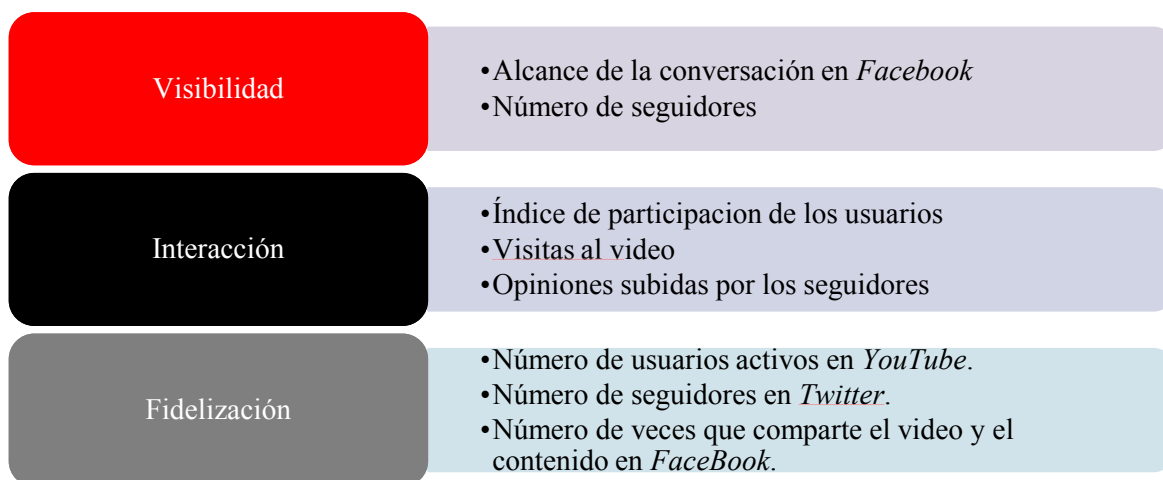 Visibilidad
•Alcance de la conversación en Facebook
•Número de seguidores
Interacción
•Índice de participacion de los usuarios
•Visitas al video
•Opiniones subidas por los seguidores
Fidelización
•Número de usuarios activos en YouTube.
•Número de seguidores en Twitter.
•Número de veces que comparte el video y el
contenido en FaceBook.